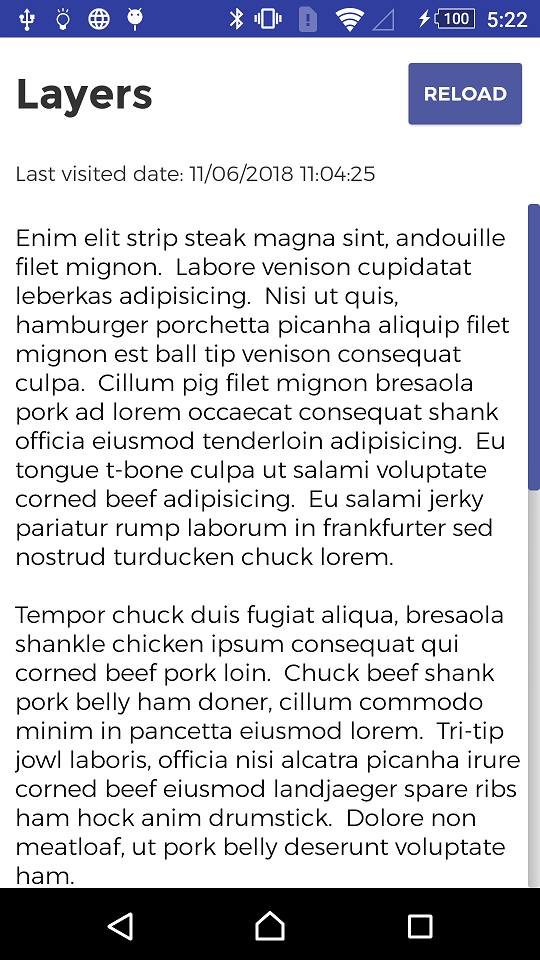 100 5:22
Layers
RELOAD
Last visited date: 11/06/2018 11:04:25
Enim elit strip steak magna sint, andouille
filet mignon.  Labore venison cupidatat
leberkas adipisicing.  Nisi ut quis,
hamburger porchetta picanha aliquip filet
mignon est ball tip venison consequat
culpa.  Cillum pig filet mignon bresaola
pork ad lorem occaecat consequat shank
officia eiusmod tenderloin adipisicing.  Eu
tongue t-bone culpa ut salami voluptate
corned beef adipisicing.  Eu salami jerky
pariatur rump laborum in frankfurter sed
nostrud turducken chuck lorem.
Tempor chuck duis fugiat aliqua, bresaola
shankle chicken ipsum consequat qui
corned beef pork loin.  Chuck beef shank
pork belly ham doner, cillum commodo
minim in pancetta eiusmod lorem.  Tri-tip
jowl laboris, officia nisi alcatra picanha irure
corned beef eiusmod landjaeger spare ribs
ham hock anim drumstick.  Dolore non
meatloaf, ut pork belly deserunt voluptate
ham.